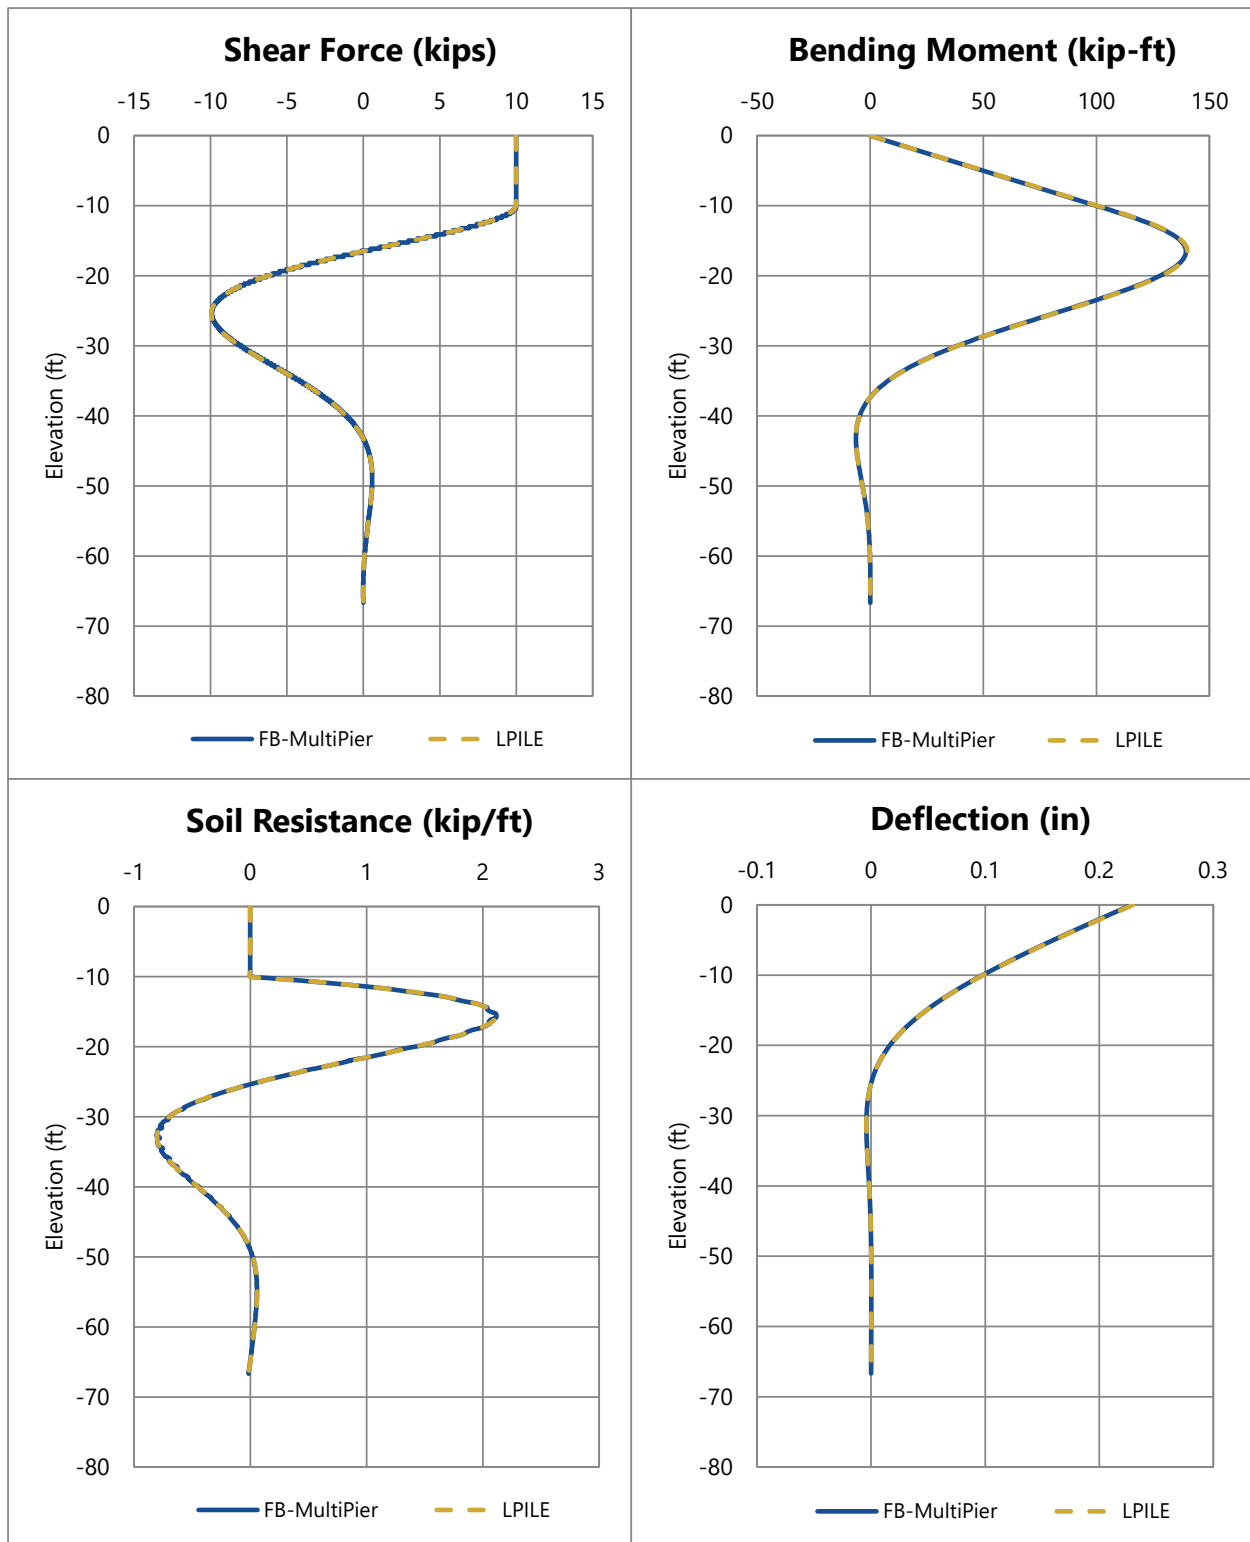 Shear Force (kips)
-15 -10 -5 0 5 10 15
0
-10
-20
-30
-40
-50
-60
-70
-80
Elevation (ft)
FB-MultiPier LPILE
Bending Moment (kip-ft)
-50 0 50 100 150
0
-10
-20
-30
-40
-50
-60
-70
-80
Elevation (ft)
FB-MultiPier LPILE
Soil Resistance (kip/ft)
-1 0 1 2 3
0
-10
-20
-30
-40
-50
-60
-70
-80
Elevation (ft)
FB-MultiPier LPILE
Deflection (in)
-0.1 0 0.1 0.2 0.3
0
-10
-20
-30
-40
-50
-60
-70
-80
Elevation (ft)
FB-MultiPier LPILE